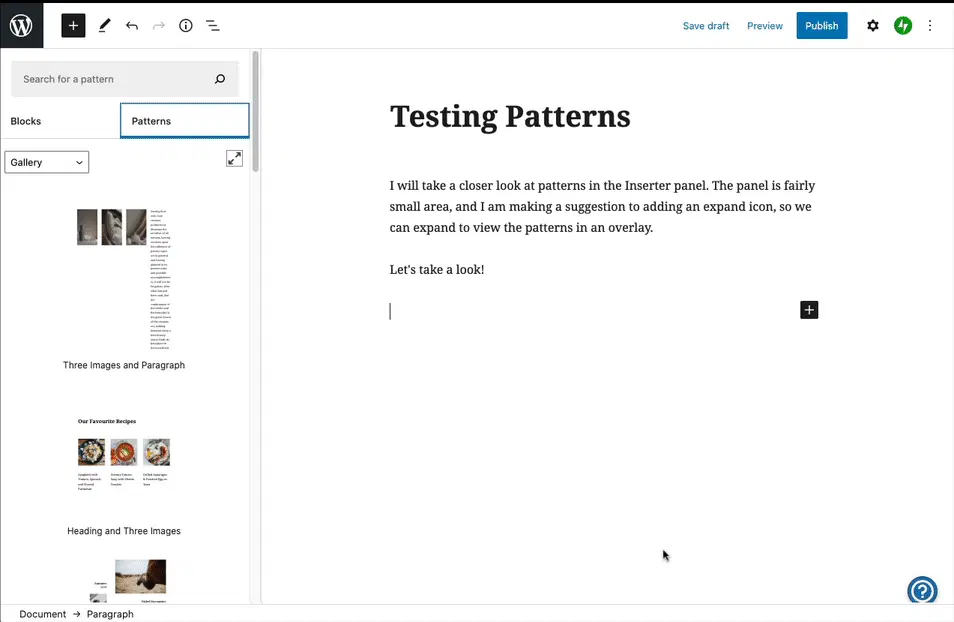 Save draft
Preview
Publish
Search for a pattern
Blocks
Patterns
Gallery
Three Images and Paragraph
Our Favourite Recipes
Heading and Three Images
Testing Patterns
I will take a closer look at patterns in the Inserter panel. The panel is fairly
small area, and I am making a suggestion to adding an expand icon, so we
can expand to view the patterns in an overlay.
Let's take a look!
Document → Paragraph